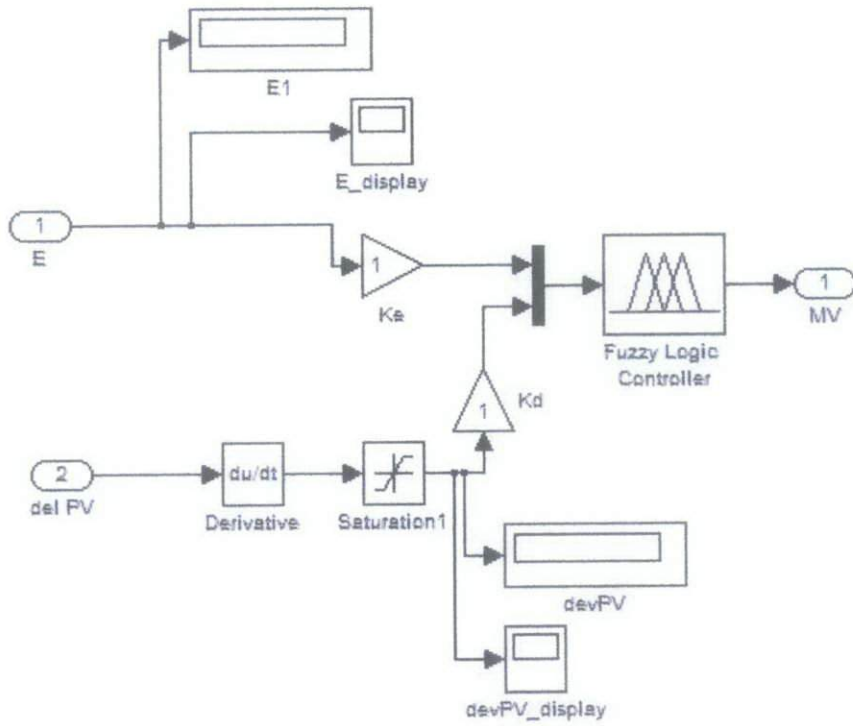 E1
E_display
1
E
1
Ke
1
MV
Fuzzy Logic
Controller
1
Kd
2
del PV
du/dt
Derivative
Saturation1
devPV
devPV_display